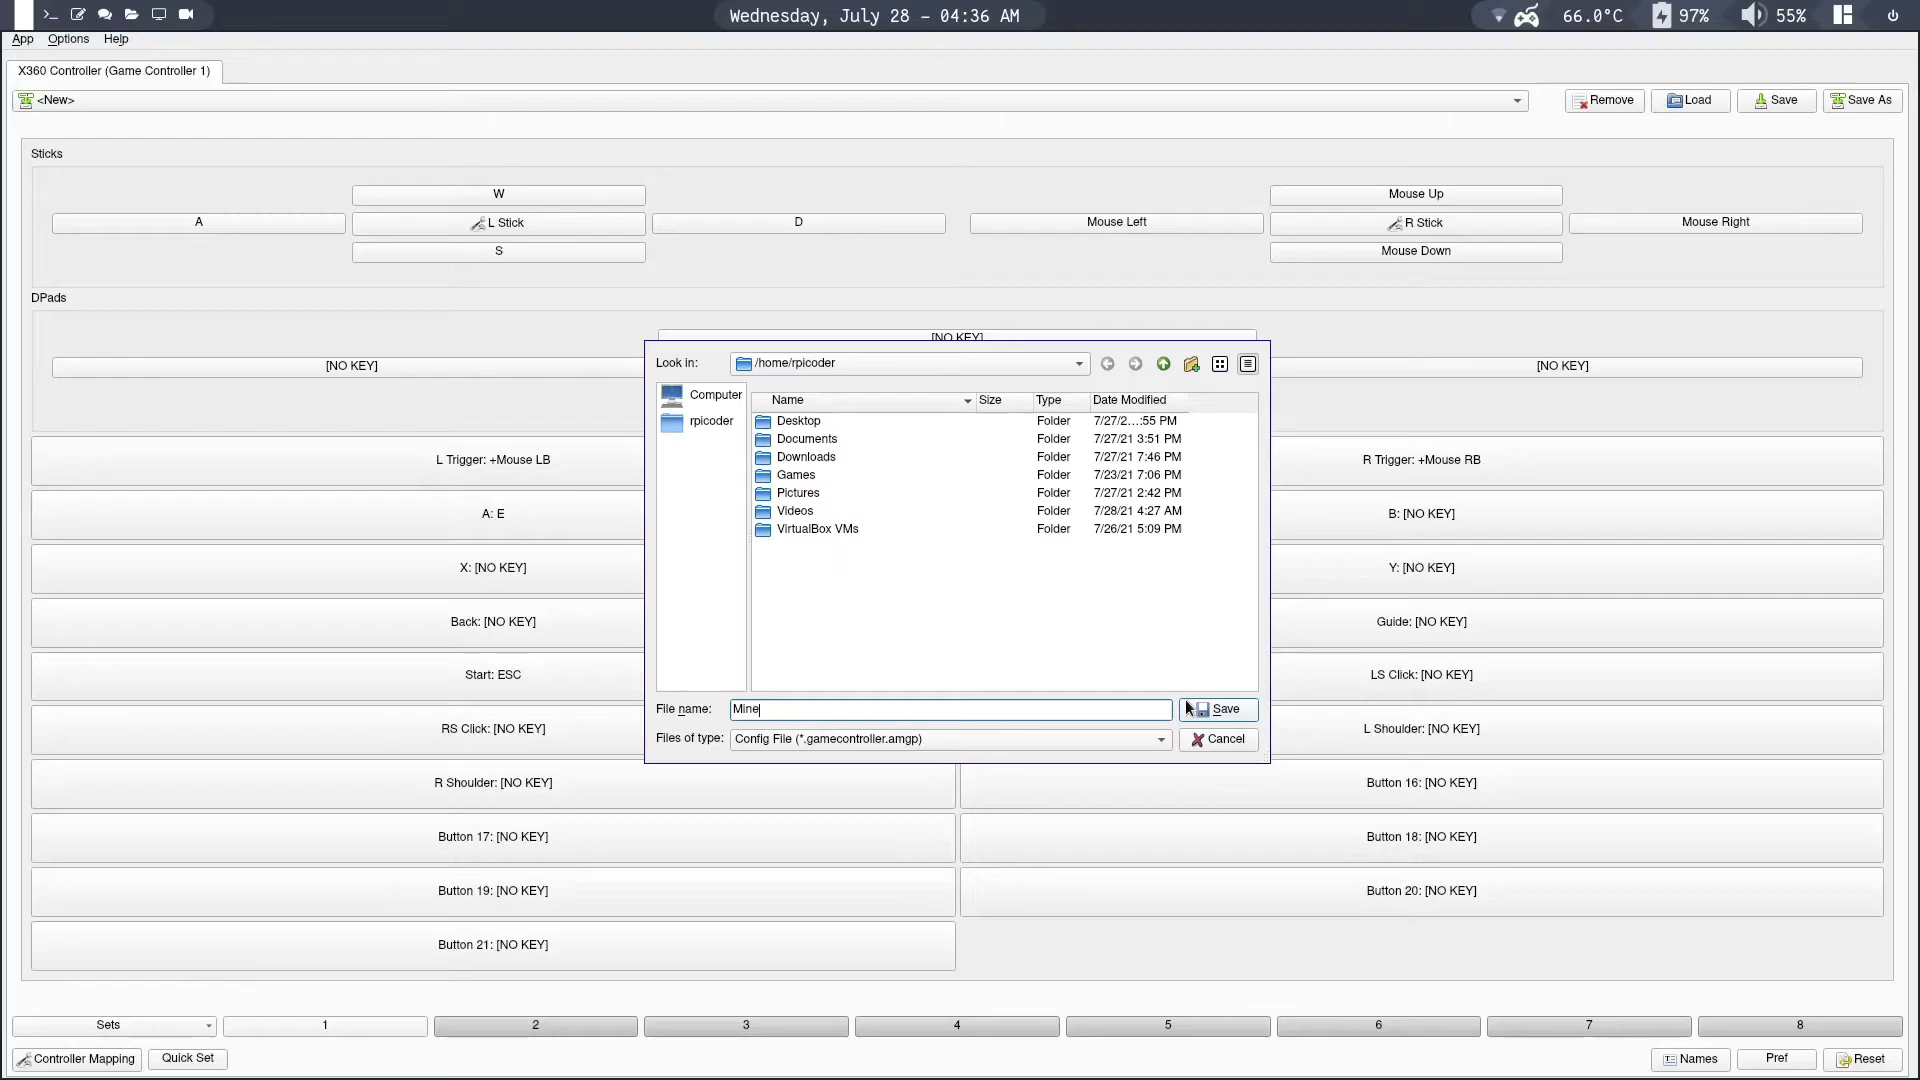 Wednesday, July 28 - 04:36 AM
66.0°C 97% 55%
App Options Help
X360 Controller (Game Controller 1)
<New> Remove Load Save Save As
Sticks
W Mouse Up
A L Stick D Mouse Left R Stick Mouse Right
S Mouse Down
DPads
[NO KEY]
[NO KEY] [NO KEY]
Look in: /home/rpicoder
Computer
rpicoder
Name Size Type Date Modified
Desktop Folder 7/27/2...:55 PM
Documents Folder 7/27/21 3:51 PM
Downloads Folder 7/27/21 7:46 PM
Games Folder 7/23/21 7:06 PM
Pictures Folder 7/27/21 2:42 PM
Videos Folder 7/28/21 4:27 AM
VirtualBox VMs Folder 7/26/21 5:09 PM
File name: Mine Save
Files of type: Config File (*.gamecontroller.amgp) Cancel
L Trigger: +Mouse LB R Trigger: +Mouse RB
A: E B: [NO KEY]
X: [NO KEY] Y: [NO KEY]
Back: [NO KEY] Guide: [NO KEY]
Start: ESC LS Click: [NO KEY]
RS Click: [NO KEY] L Shoulder: [NO KEY]
R Shoulder: [NO KEY] Button 16: [NO KEY]
Button 17: [NO KEY] Button 18: [NO KEY]
Button 19: [NO KEY] Button 20: [NO KEY]
Button 21: [NO KEY]
Sets 1 2 3 4 5 6 7 8
Controller Mapping Quick Set Names Pref Reset